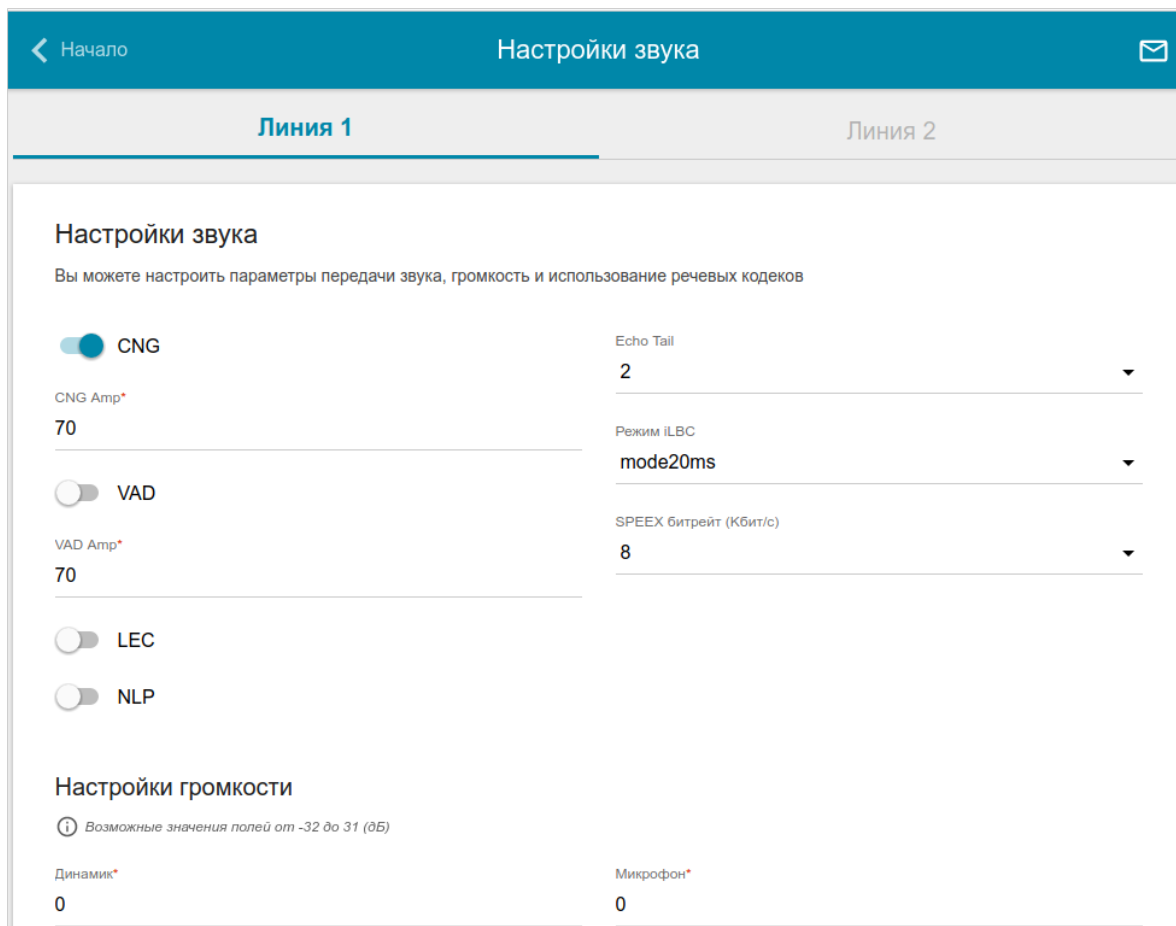 Начало
Настройки звука
Линия 1
Линия 2
Настройки звука
Вы можете настроить параметры передачи звука, громкость и использование речевых кодеков
CNG
CNG Amp*
70
VAD
VAD Amp*
70
LEC
NLP
Echo Tail
2
Режим iLBC
mode20ms
SPEEX битрейт (Кбит/с)
8
Настройки громкости
Возможные значения полей от -32 до 31 (дБ)
Динамик*
0
Микрофон*
0